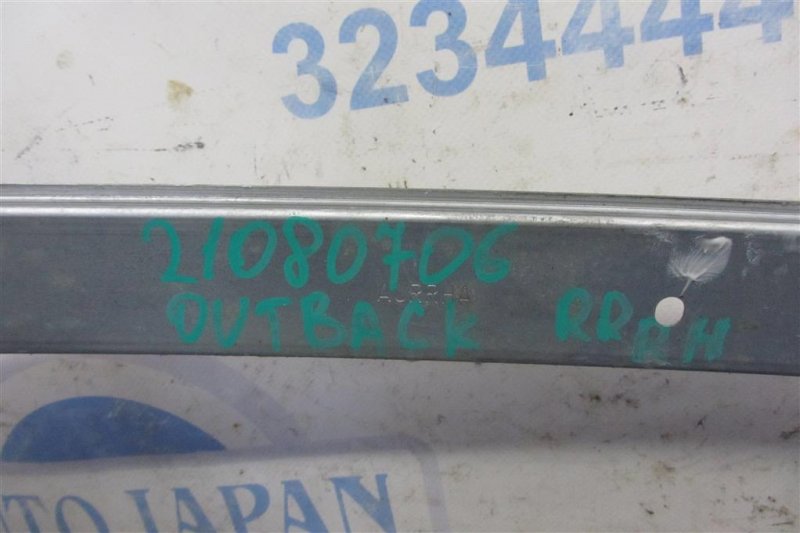 3234444
21080706
OUTBACK RR RH
AUTO JAPAN